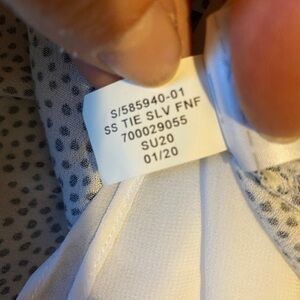 S/585940-01
SS TIE SLV FNF
700029055
SU20
01/20